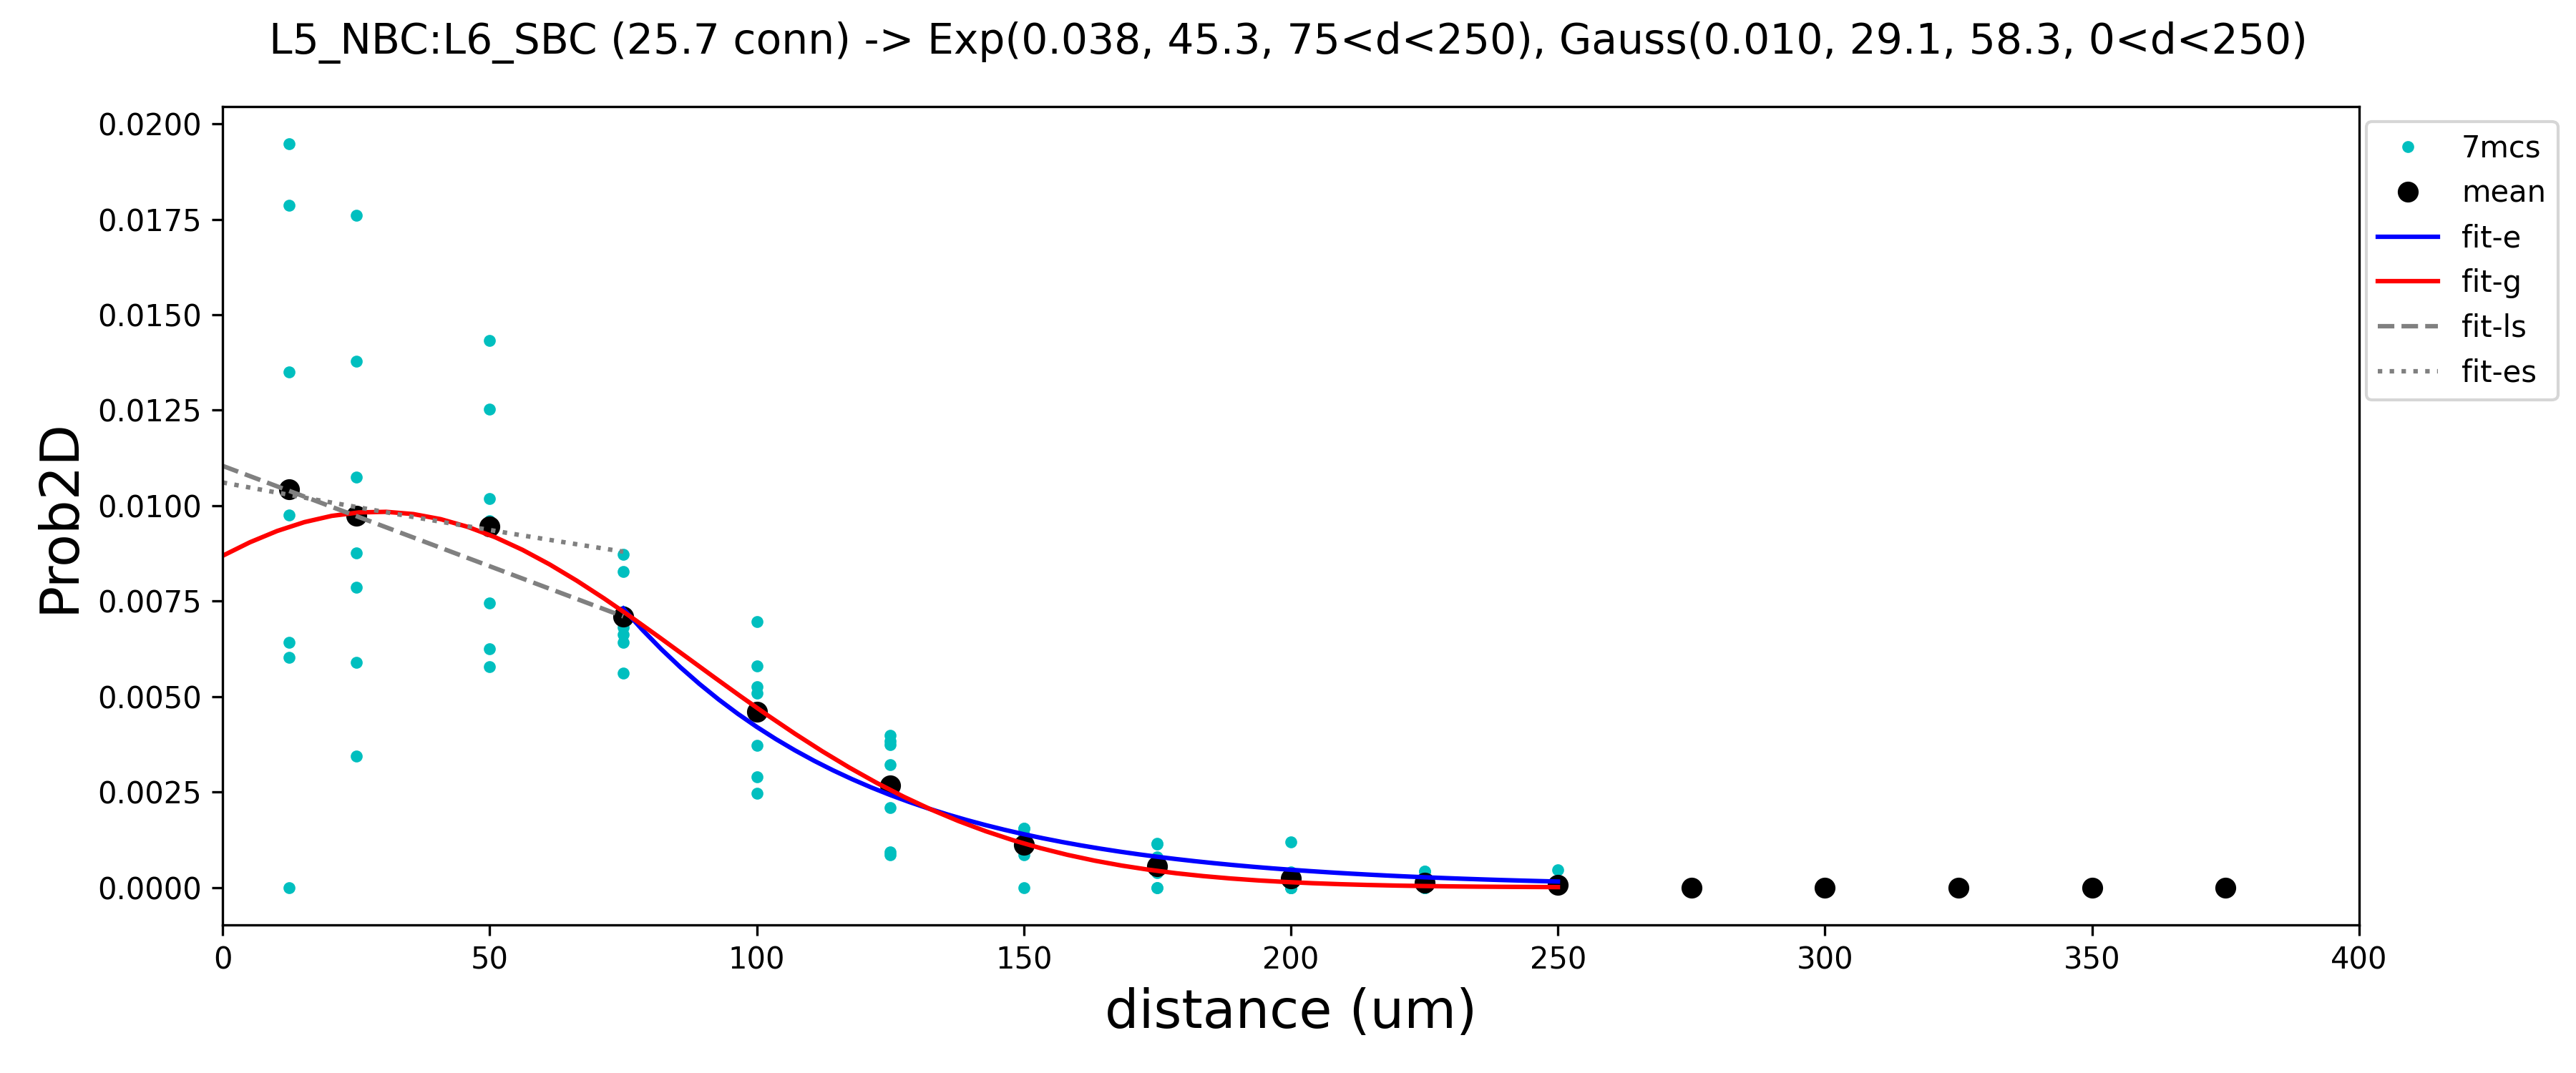 L5_NBC:L6_SBC (25.7 conn) -> Exp(0.038, 45.3, 75<d<250), Gauss(0.010, 29.1, 58.3, 0<d<250)
0.0200
0.0175
0.0150
0.0125
0.0100
0.0075
0.0050
0.0025
0.0000
Prob2D
0 50 100 150 200 250 300 350 400
distance (um)
7mcs
mean
fit-e
fit-g
fit-ls
fit-es